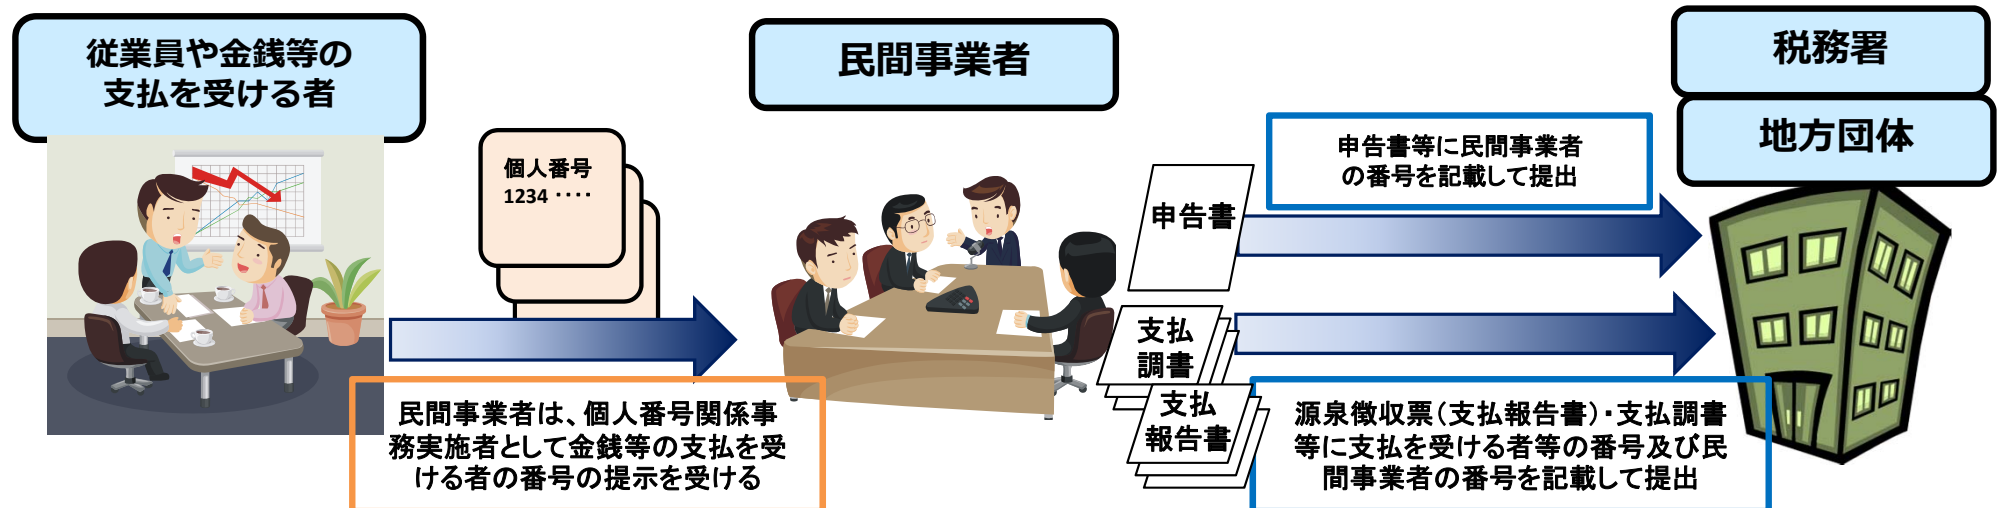 従業員や金銭等の
支払を受ける者
民間事業者
税務署
地方団体
個人番号
1234 ････
申告書等に民間事業者
の番号を記載して提出
申告書
支払
調書
支払
報告書
民間事業者は、個人番号関係事
務実施者として金銭等の支払を受
ける者の番号の提示を受ける
源泉徴収票（支払報告書）・支払調書
等に支払を受ける者等の番号及び民
間事業者の番号を記載して提出